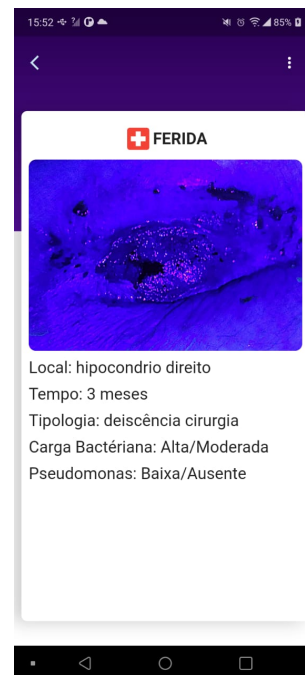 15:52 85%
FERIDA
Local: hipocondrio direito
Tempo: 3 meses
Tipologia: deiscência cirurgia
Carga Bactériana: Alta/Moderada
Pseudomonas: Baixa/Ausente